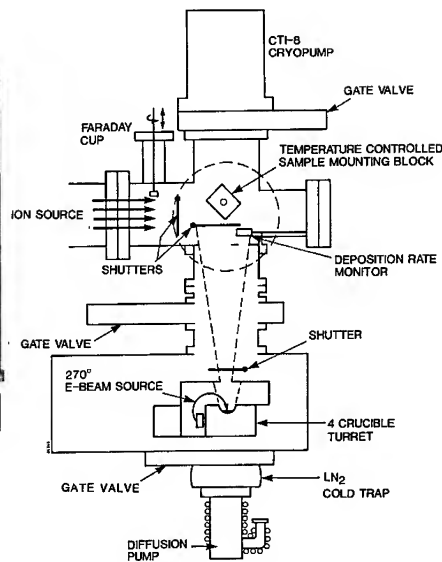 CTI-8
CRYOPUMP
GATE VALVE
FARADAY
CUP
TEMPERATURE CONTROLLED
SAMPLE MOUNTING BLOCK
ION SOURCE
SHUTTERS
DEPOSITION RATE
MONITOR
GATE VALVE
SHUTTER
270°
E-BEAM SOURCE
4 CRUCIBLE
TURRET
GATE VALVE
LN2
COLD TRAP
DIFFUSION
PUMP